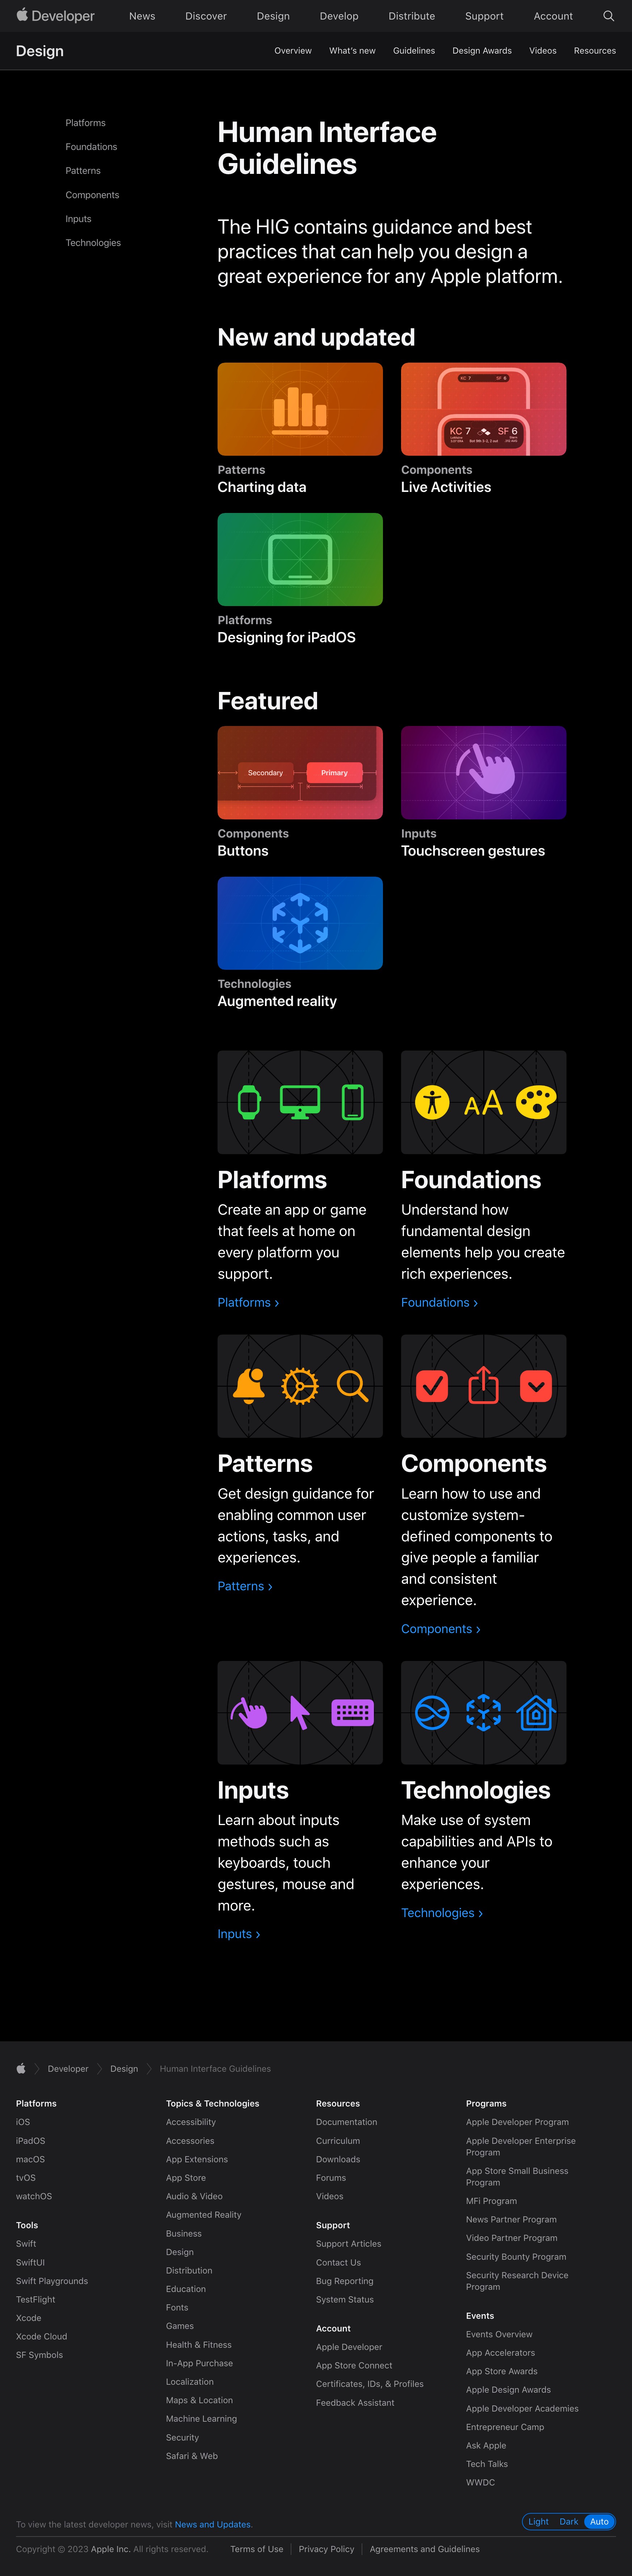 Developer
News
Discover
Design
Develop
Distribute
Support
Account
Design
Overview
What's new
Guidelines
Design Awards
Videos
Resources
Platforms
Foundations
Patterns
Components
Inputs
Technologies
Human Interface
Guidelines
The HIG contains guidance and best
practices that can help you design a
great experience for any Apple platform.
New and updated
KC 7
SF 6
KC 7
SF 6
Patterns
Charting data
Components
Live Activities
Platforms
Designing for iPadOS
Featured
Secondary
Primary
Components
Buttons
Inputs
Touchscreen gestures
Technologies
Augmented reality
AA
Platforms
Create an app or game
that feels at home on
every platform you
support.
Platforms ›
Foundations
Understand how
fundamental design
elements help you create
rich experiences.
Foundations ›
Patterns
Get design guidance for
enabling common user
actions, tasks, and
experiences.
Patterns ›
Components
Learn how to use and
customize system-
defined components to
give people a familiar
and consistent
experience.
Components ›
Inputs
Learn about inputs
methods such as
keyboards, touch
gestures, mouse and
more.
Inputs ›
Technologies
Make use of system
capabilities and APIs to
enhance your
experiences.
Technologies ›
Developer
Design
Human Interface Guidelines
Platforms
iOS
iPadOS
macOS
tvOS
watchOS
Tools
Swift
SwiftUI
Swift Playgrounds
TestFlight
Xcode
Xcode Cloud
SF Symbols
Topics & Technologies
Accessibility
Accessories
App Extensions
App Store
Audio & Video
Augmented Reality
Business
Design
Distribution
Education
Fonts
Games
Health & Fitness
In-App Purchase
Localization
Maps & Location
Machine Learning
Security
Safari & Web
Resources
Documentation
Curriculum
Downloads
Forums
Videos
Support
Support Articles
Contact Us
Bug Reporting
System Status
Account
Apple Developer
App Store Connect
Certificates, IDs, & Profiles
Feedback Assistant
Programs
Apple Developer Program
Apple Developer Enterprise
Program
App Store Small Business
Program
MFi Program
News Partner Program
Video Partner Program
Security Bounty Program
Security Research Device
Program
Events
Events Overview
App Accelerators
App Store Awards
Apple Design Awards
Apple Developer Academies
Entrepreneur Camp
Ask Apple
Tech Talks
WWDC
To view the latest developer news, visit News and Updates.
Light
Dark
Auto
Copyright © 2023 Apple Inc. All rights reserved.
Terms of Use
Privacy Policy
Agreements and Guidelines